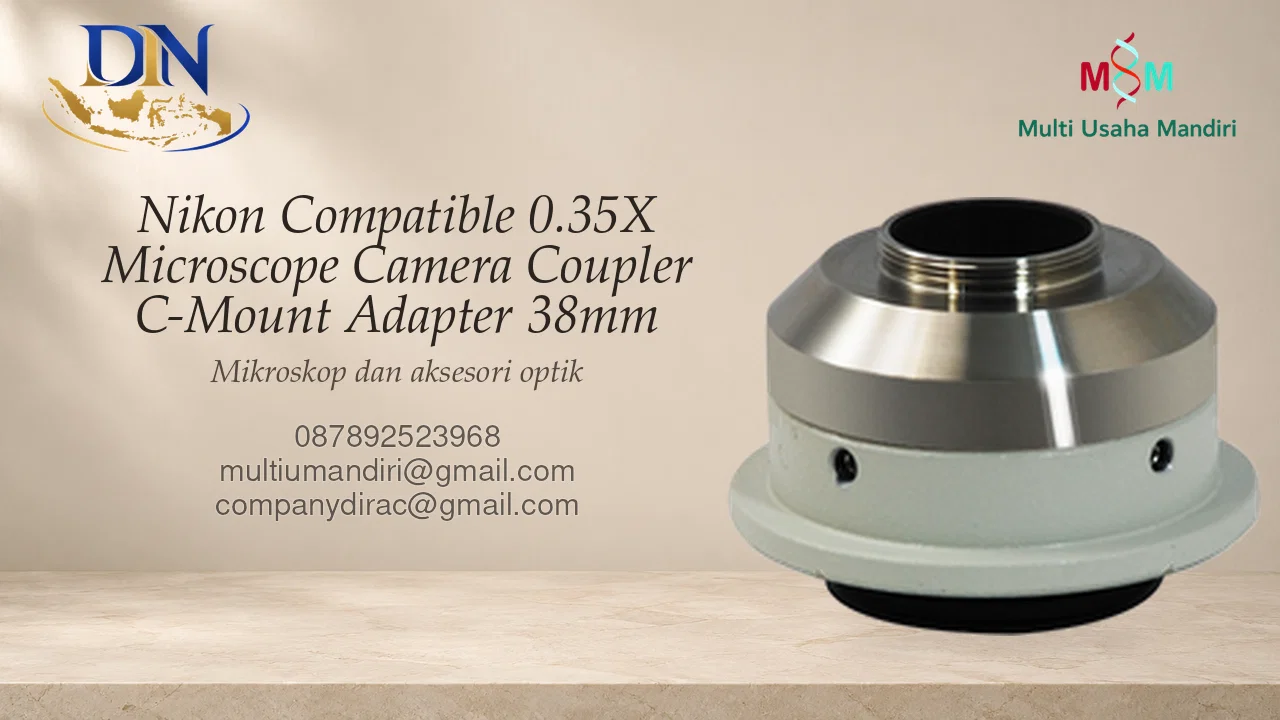 DN
M M
Multi Usaha Mandiri
Nikon Compatible 0.35X
Microscope Camera Coupler
C-Mount Adapter 38mm
Mikroskop dan aksesori optik
087892523968
multiumandiri@gmail.com
companydirac@gmail.com